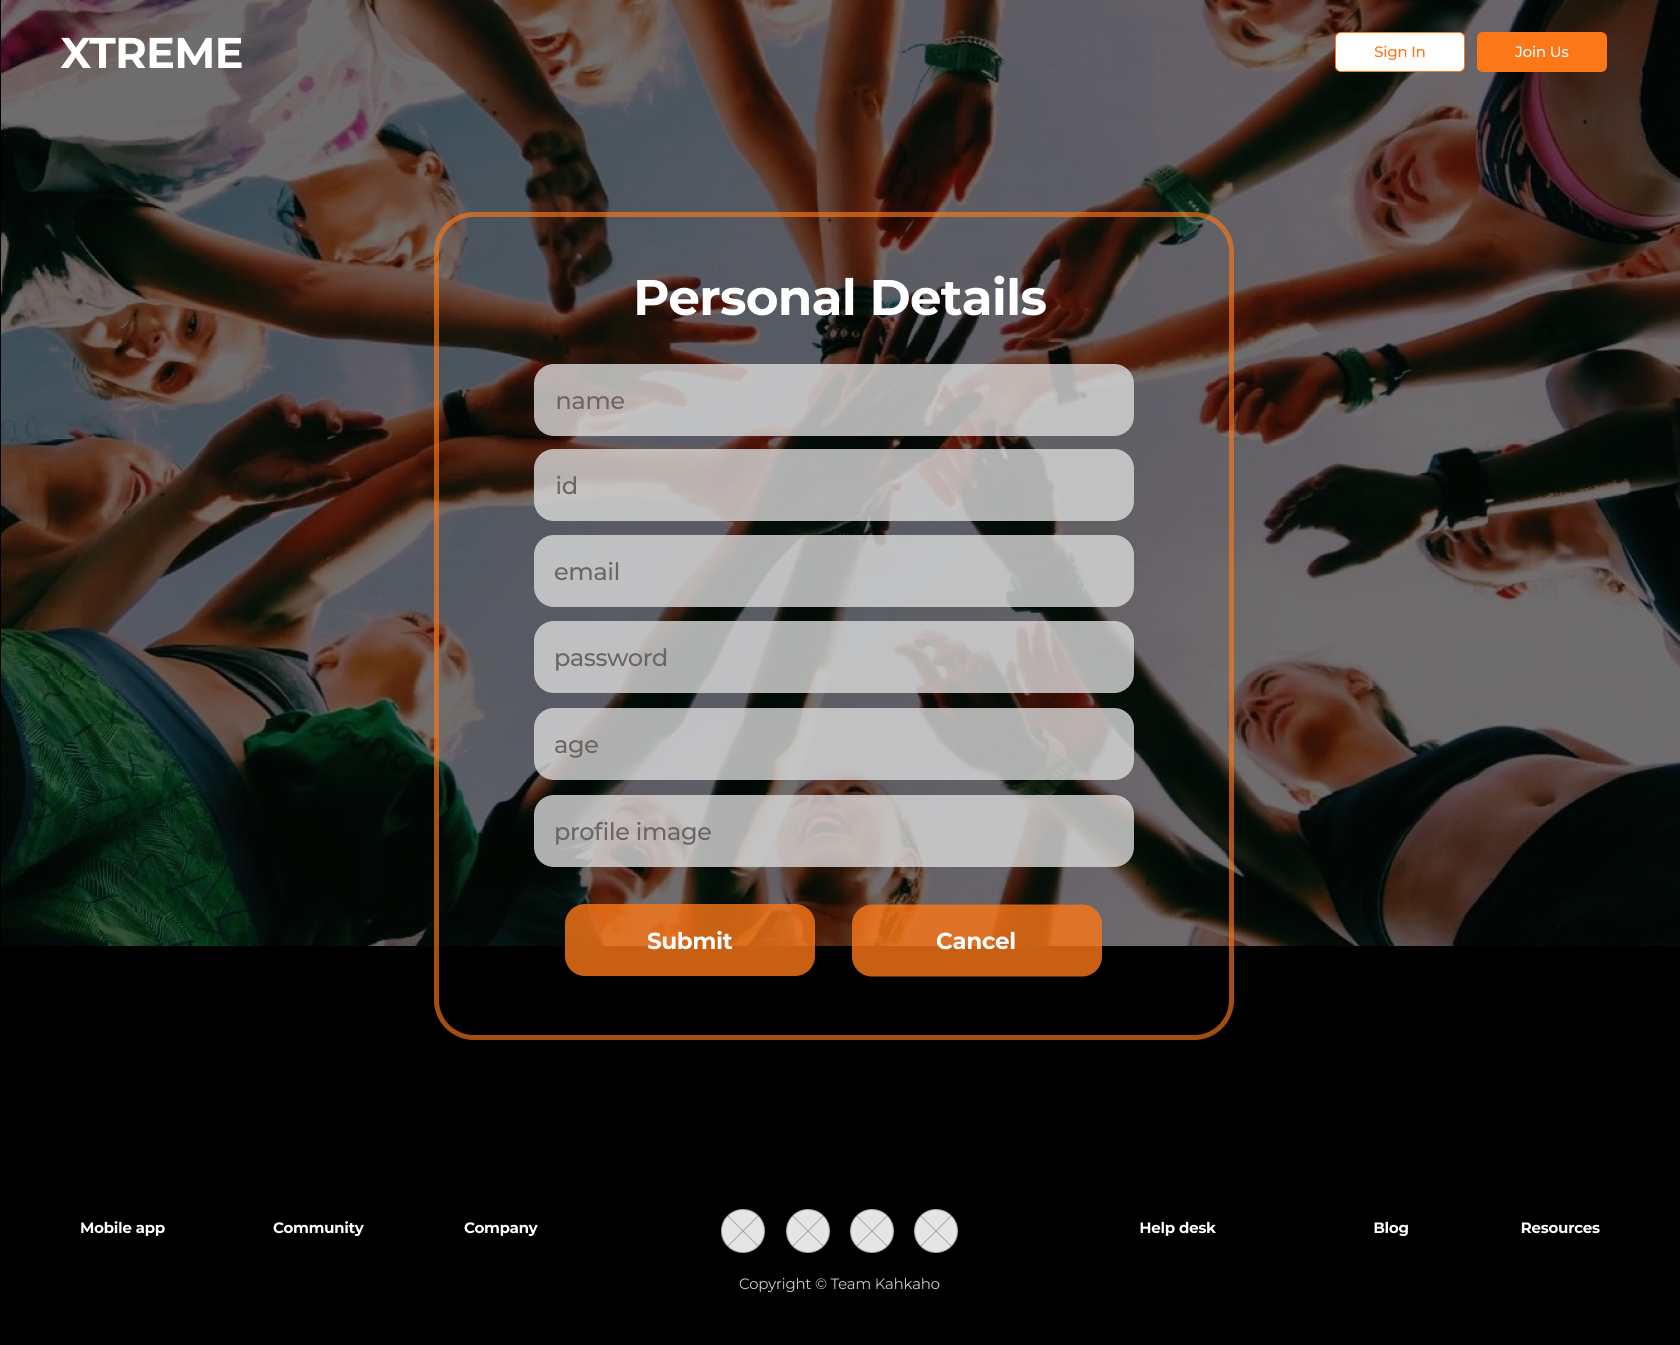 XTREME
Sign In
Join Us
Personal Details
name
id
email
password
age
profile image
Submit
Cancel
Mobile app
Community
Company
Help desk
Blog
Resources
Copyright © Team Kahkaho